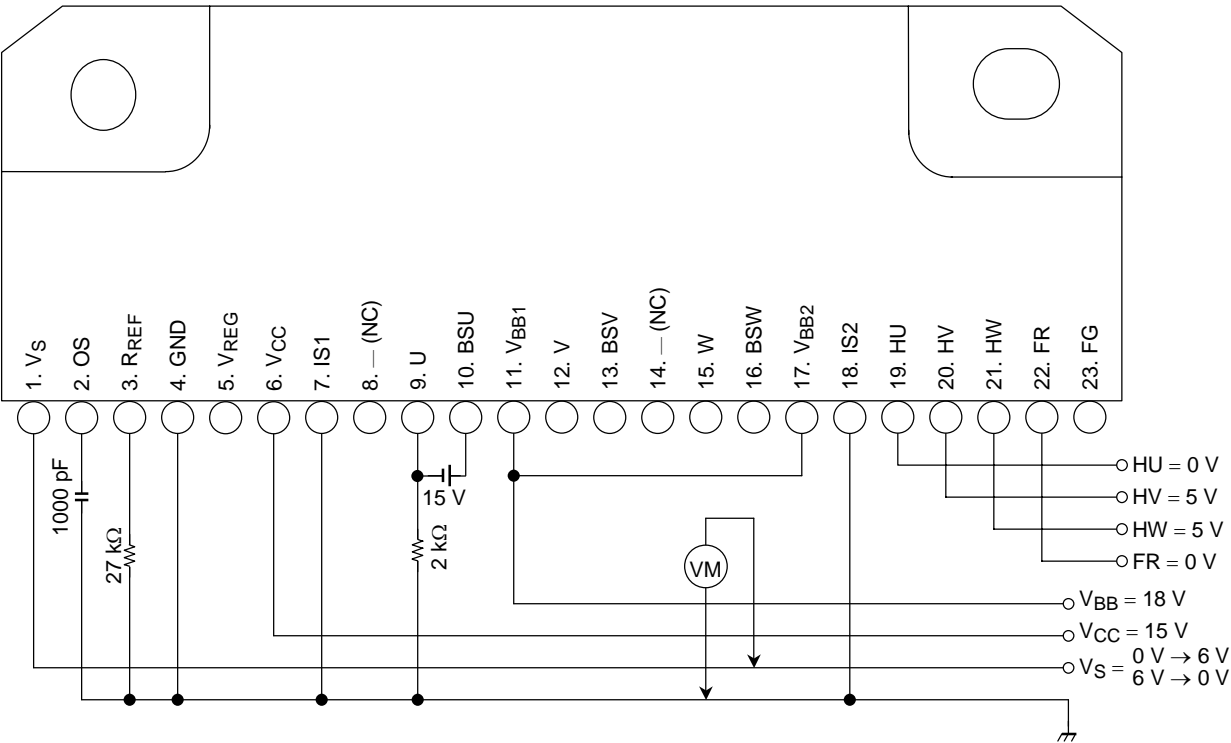 1. VS
2. OS
3. RREF
4. GND
5. VREG
6. VCC
7. IS1
8. — (NC)
9. U
10. BSU
11. VBB1
12. V
13. BSV
14. — (NC)
15. W
16. BSW
17. VBB2
18. IS2
19. HU
20. HV
21. HW
22. FR
23. FG
1000 pF
27 kΩ
15 V
2 kΩ
VM
HU = 0 V
HV = 5 V
HW = 5 V
FR = 0 V
VBB = 18 V
VCC = 15 V
VS = 0 V → 6 V
6 V → 0 V